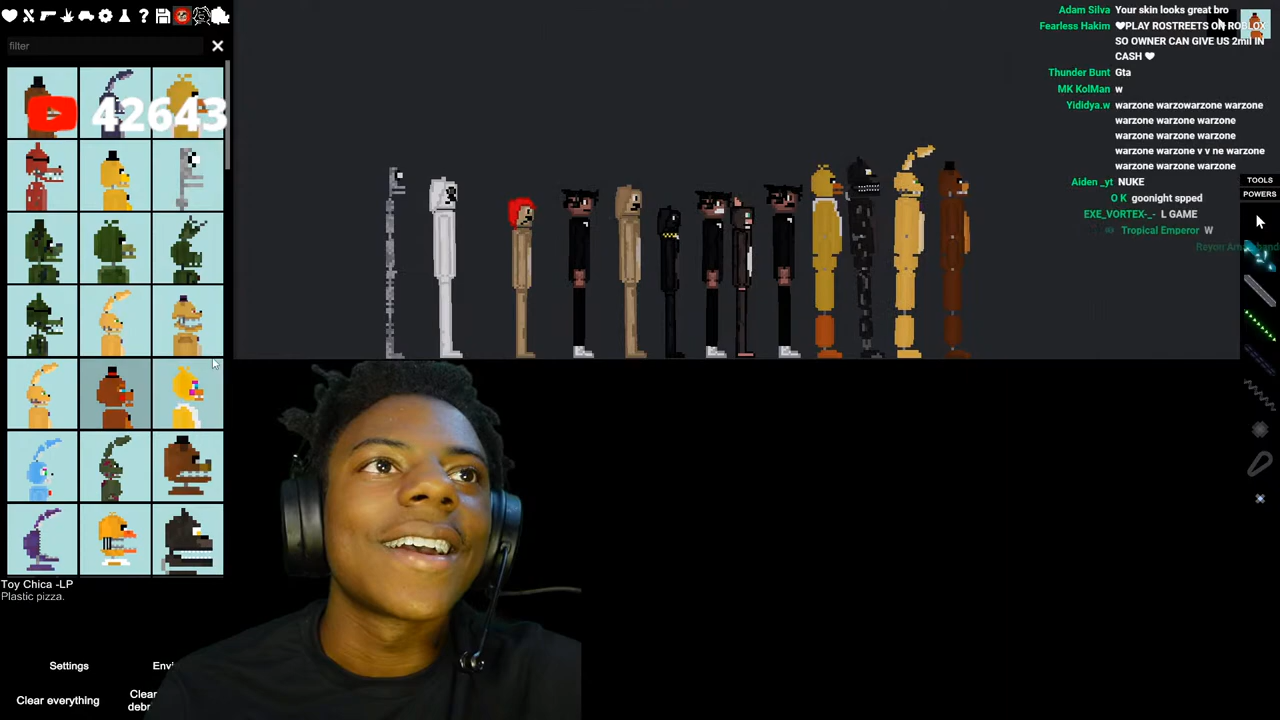 filter
42643
Toy Chica -LP
Plastic pizza.
Settings
Envi
Clear everything
Clear
debr
Adam Silva Your skin looks great bro
Fearless Hakim ❤PLAY ROSTREETS ON ROBLOX
SO OWNER CAN GIVE US 2mil IN
CASH ❤
Thunder Bunt Gta
MK KolMan w
Yididya.w warzone warzowarzone warzone
warzone warzone warzone
warzone warzone warzone
warzone warzone v v ne warzone
warzone warzone warzone
Aiden _yt NUKE
O K goonight spped
EXE_VORTEX-_- L GAME
Tropical Emperor W
TOOLS
POWERS